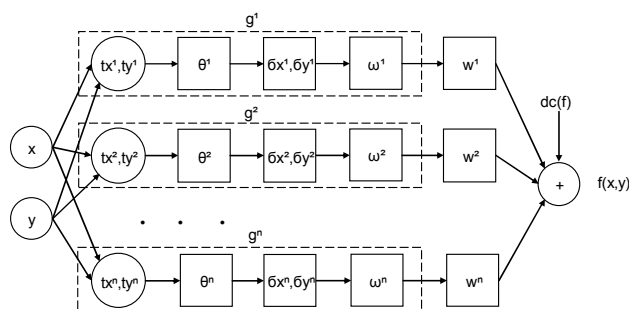 g¹
tx¹,ty¹ θ¹ бx¹,бy¹ ω¹ w¹
dc(f)
g²
x
tx²,ty² θ² бx²,бy² ω² w²
+ f(x,y)
y
. . .
gⁿ
txⁿ,tyⁿ θⁿ бxⁿ,бyⁿ ωⁿ wⁿ